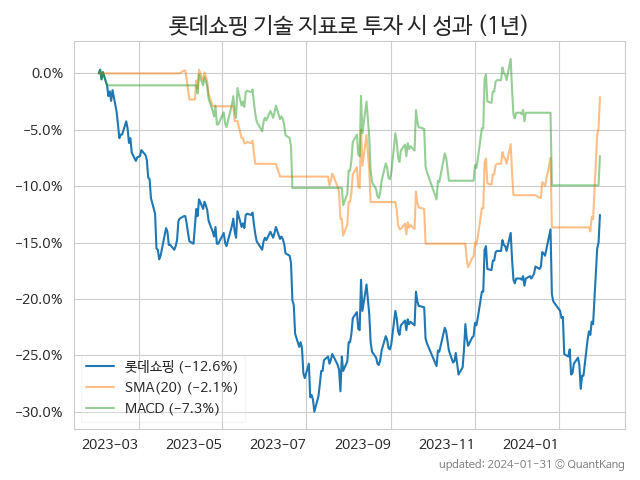 롯데쇼핑 기술 지표로 투자 시 성과 (1년)
0.0%
−5.0%
−10.0%
−15.0%
−20.0%
−25.0%
−30.0%
롯데쇼핑 (−12.6%)
SMA(20) (−2.1%)
MACD (−7.3%)
2023-03 2023-05 2023-07 2023-09 2023-11 2024-01
updated: 2024-01-31 © QuantKang